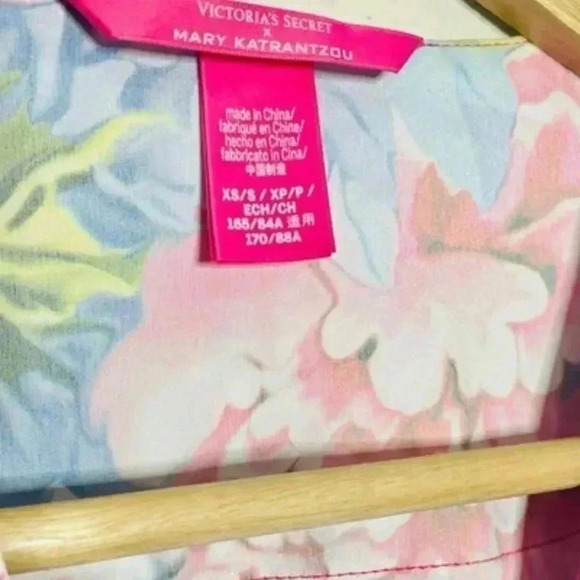 VICTORIA'S SECRET
X
MARY KATRANTZOU
made in China/
fabriqué en Chine/
hecho en China/
fabbricato in Cina/
中国制造
XS/S / XP/P /
ECH/CH
165/84A 适用
170/88A